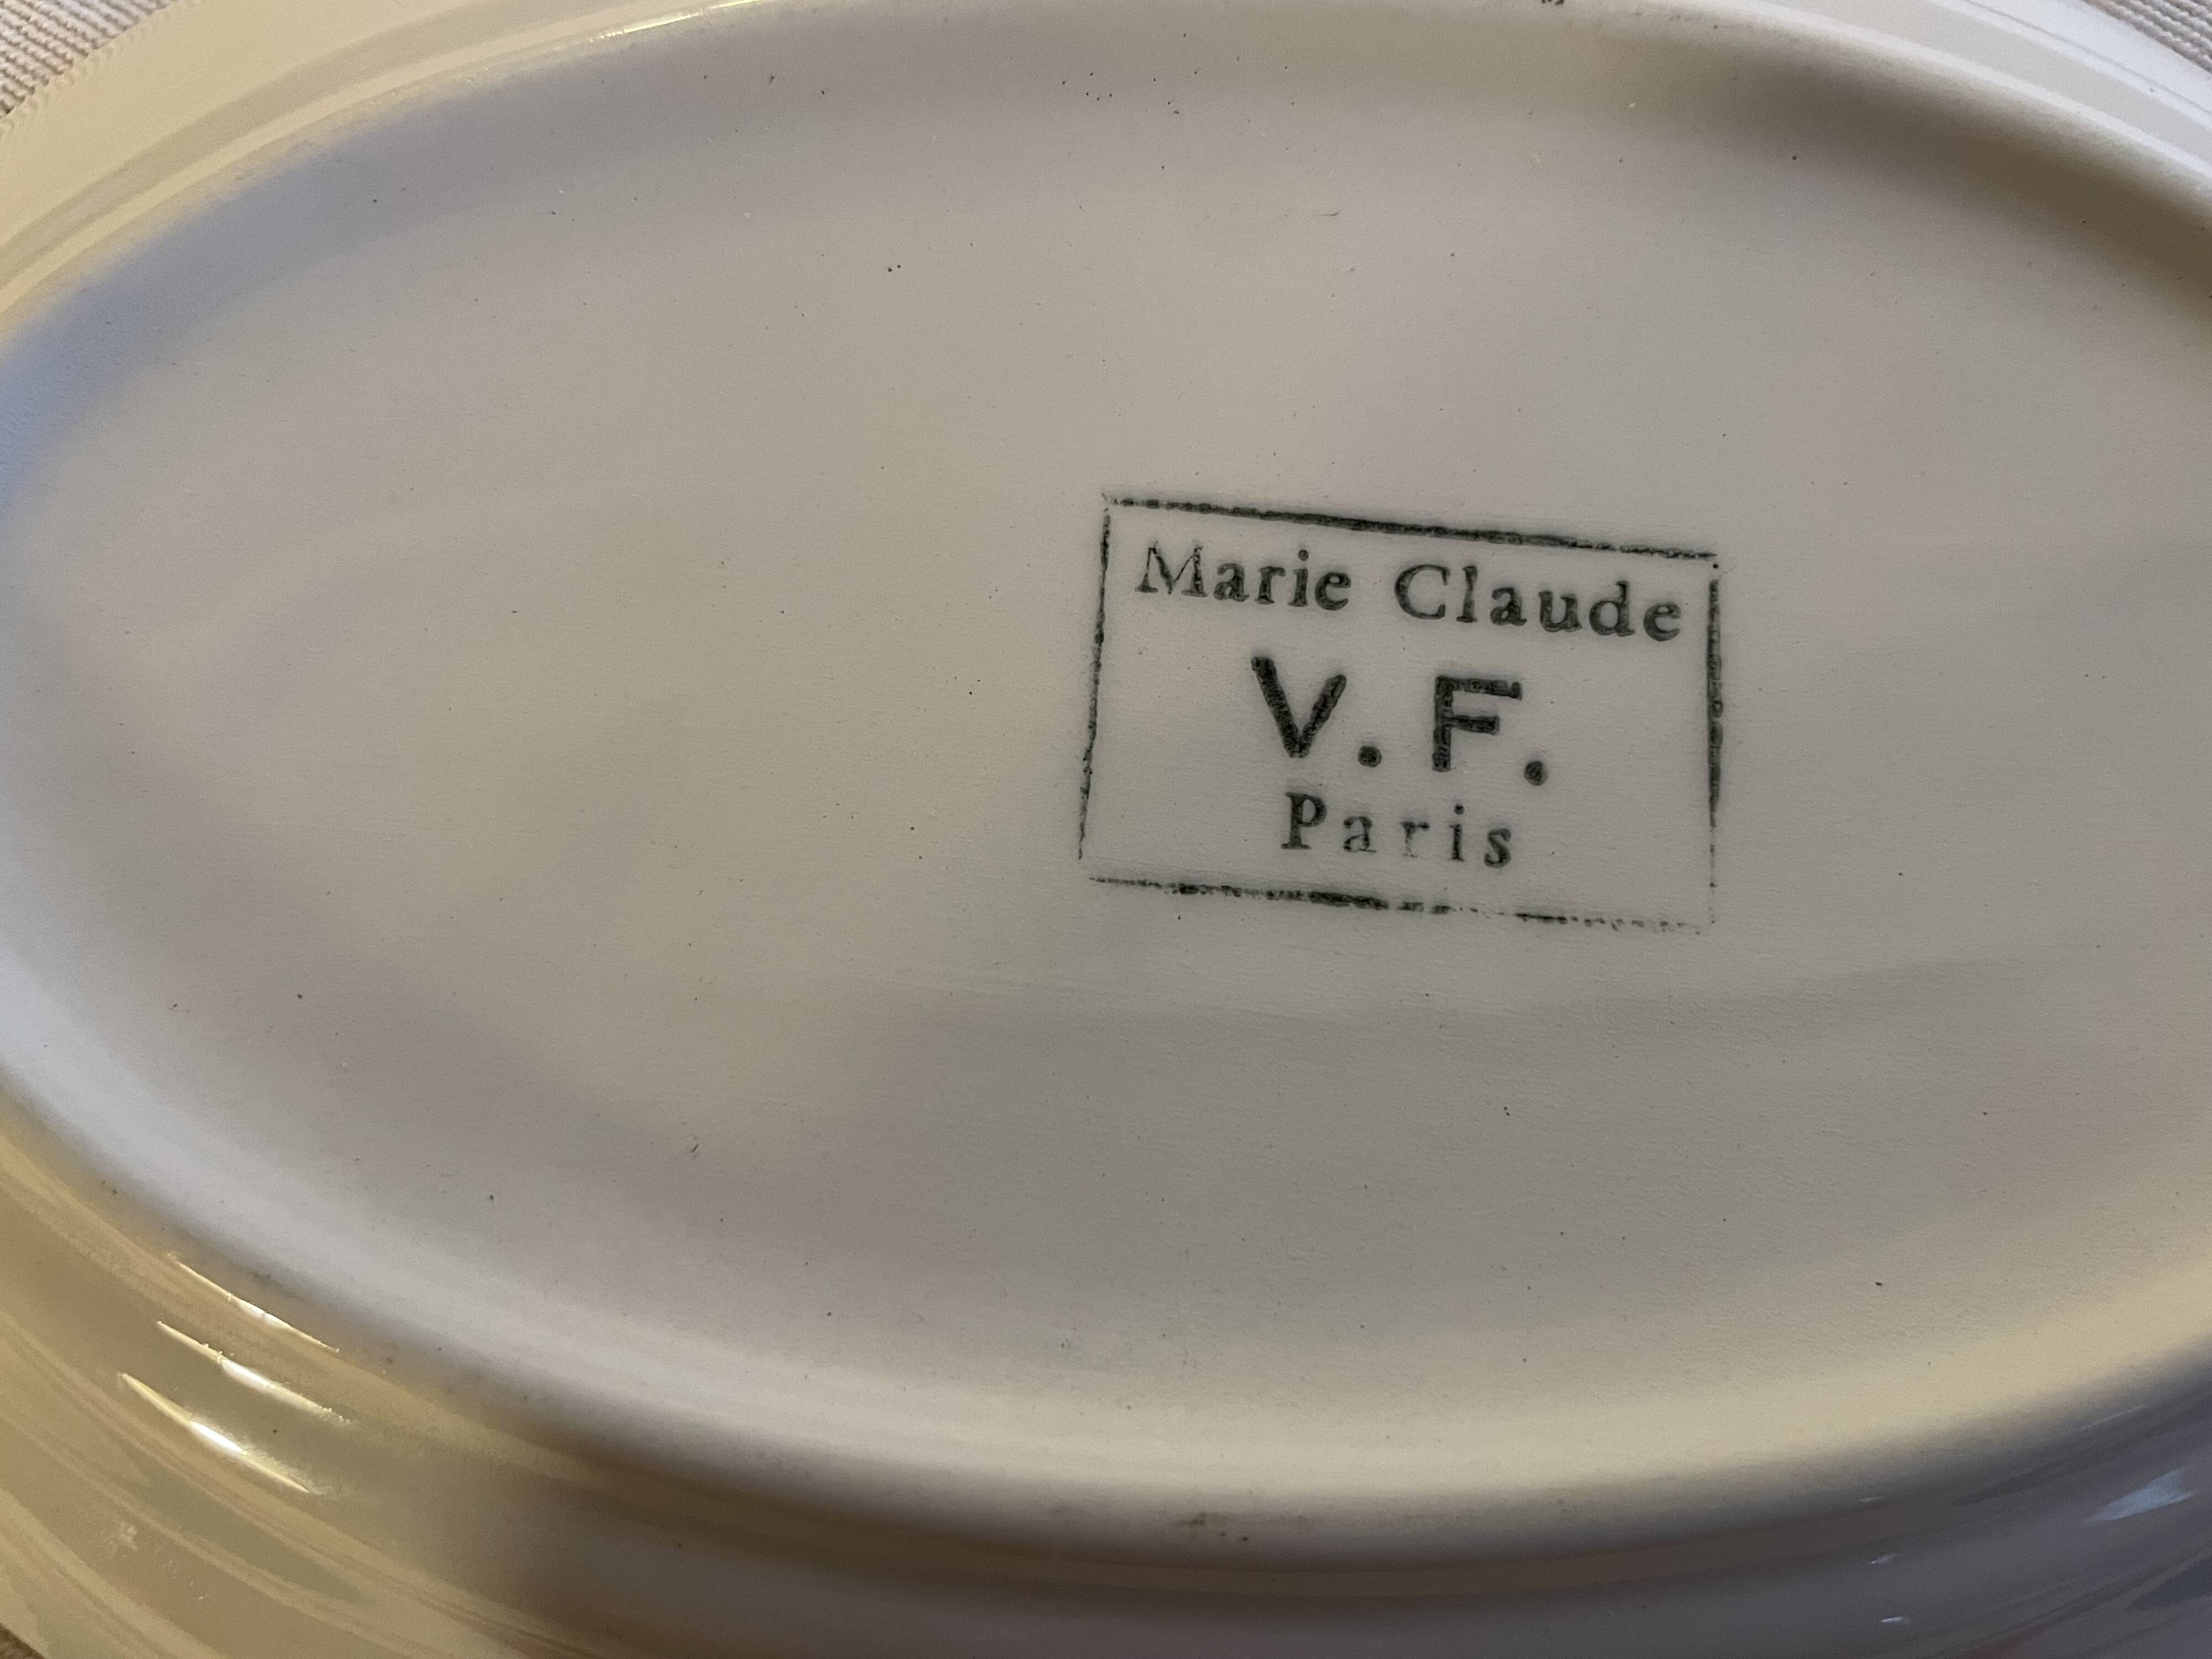 Marie Claude
V. F.
Paris